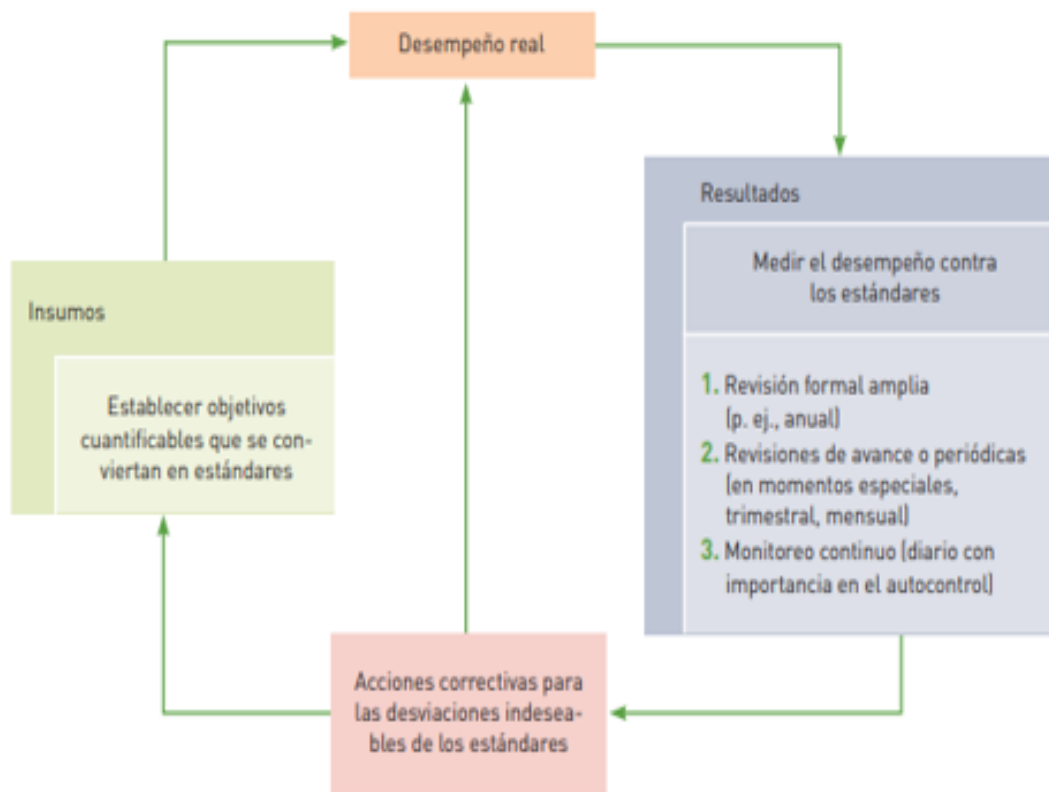 Desempeño real
Resultados
Medir el desempeño contra
los estándares
1. Revisión formal amplia
(p. ej., anual)
2. Revisiones de avance o periódicas
(en momentos especiales,
trimestral, mensual)
3. Monitoreo continuo (diario con
importancia en el autocontrol)
Insumos
Establecer objetivos
cuantificables que se con-
viertan en estándares
Acciones correctivas para
las desviaciones indesea-
bles de los estándares